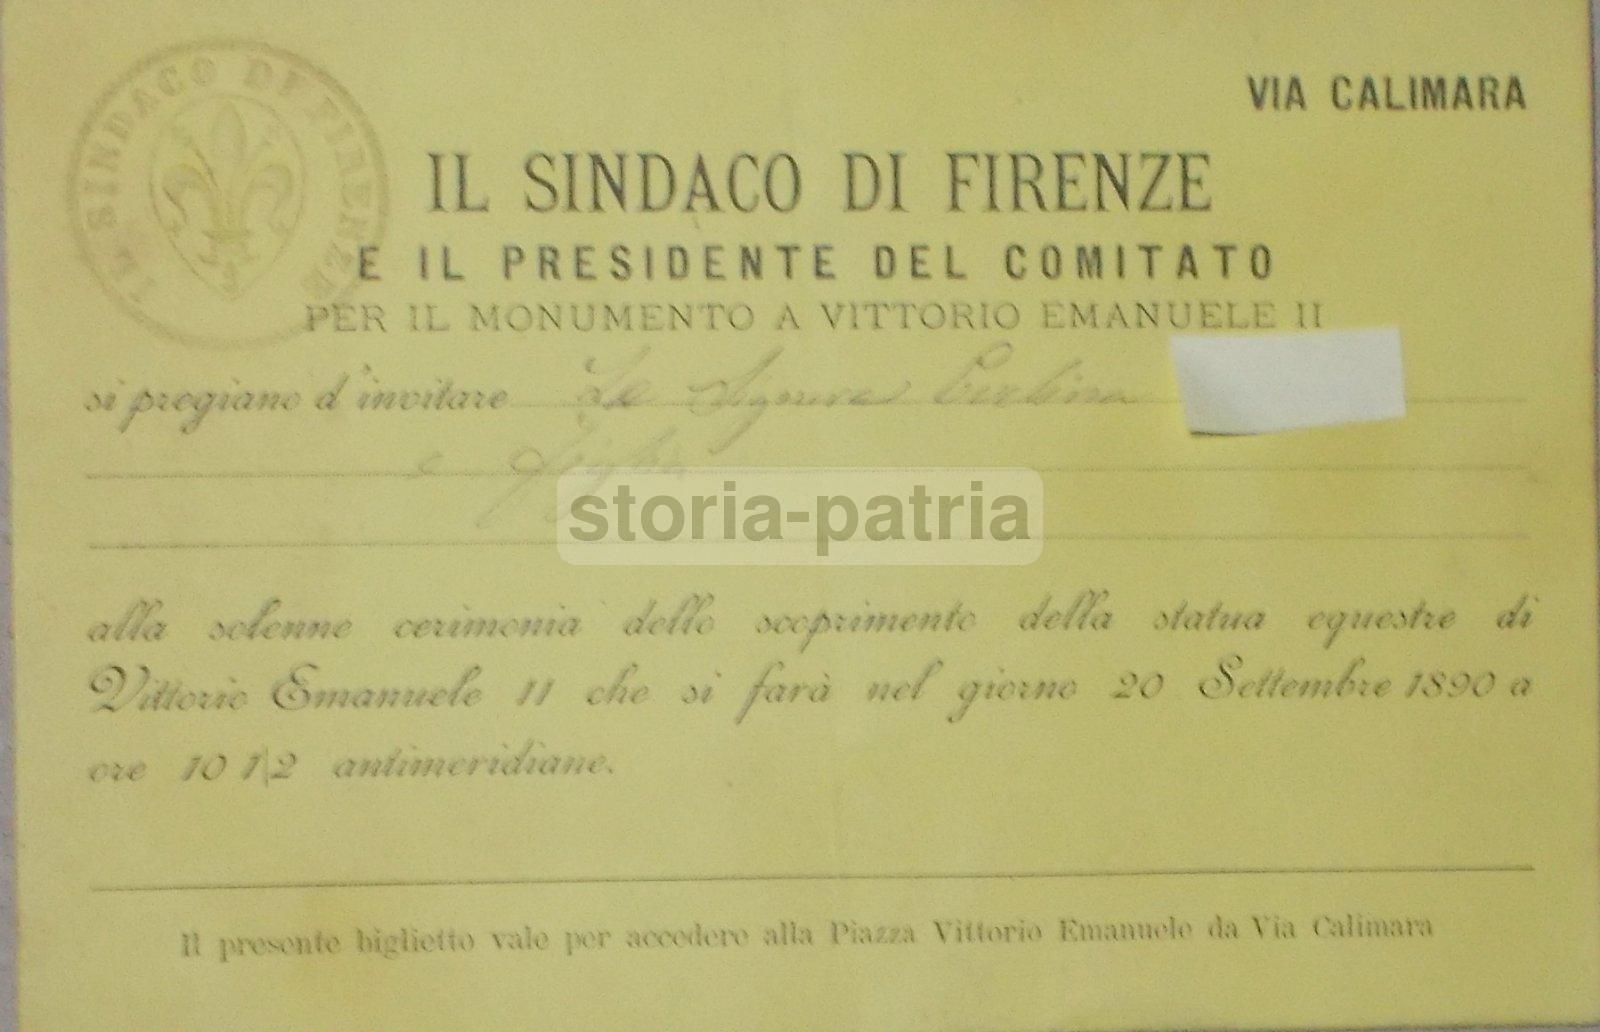 IL SINDACO DI FIRENZE
VIA CALIMARA
IL SINDACO DI FIRENZE
E IL PRESIDENTE DEL COMITATO
PER IL MONUMENTO A VITTORIO EMANUELE II
si pregiano d'invitare Le Signore
e figlia
storia-patria
alla solenne cerimonia dello scoprimento della statua equestre di
Vittorio Emanuele II che si farà nel giorno 20 Settembre 1890 a
ore 10 1|2 antimeridiane.
Il presente biglietto vale per accedere alla Piazza Vittorio Emanuele da Via Calimara